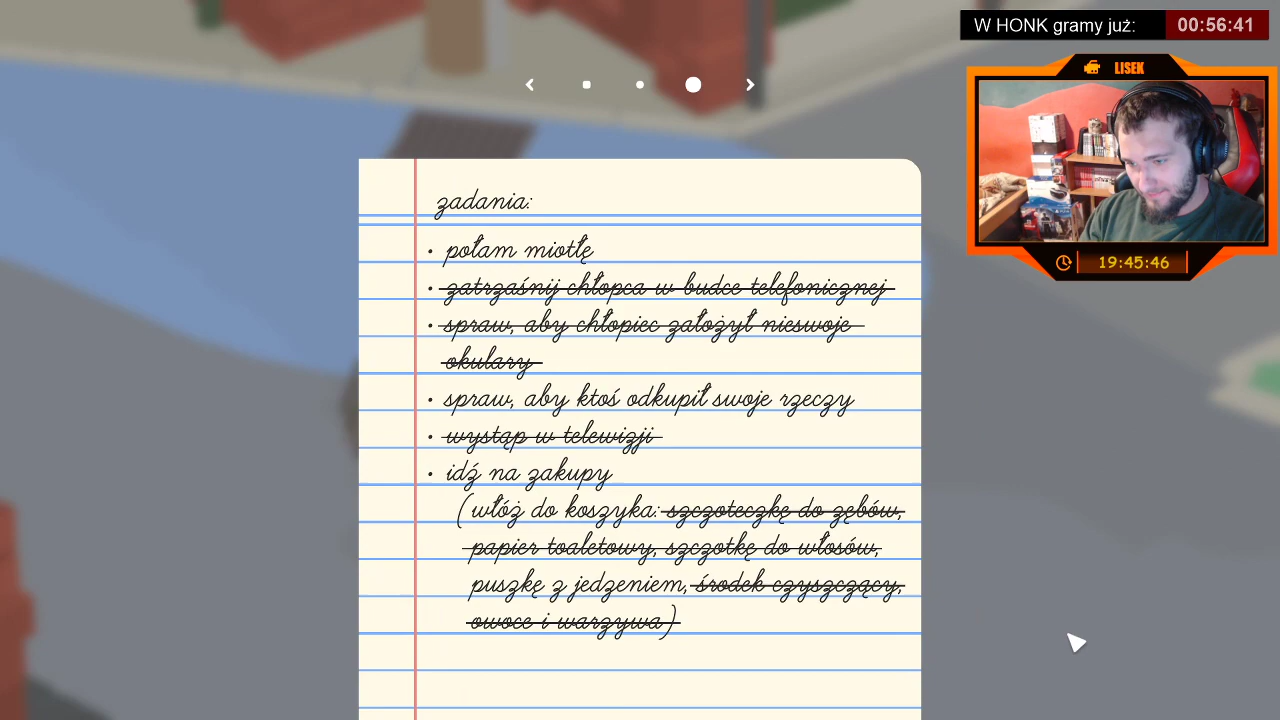 W HONK gramy już: 00:56:41
LISEK
19:45:46
zadania:
• połam miotłę
• zatrzaśnij chłopca w budce telefonicznej
• spraw, aby chłopiec założył nieswoje
okulary
• spraw, aby ktoś odkupił swoje rzeczy
• wystąp w telewizji
• idź na zakupy
(włóż do koszyka: szczoteczkę do zębów,
papier toaletowy, szczotkę do włosów,
puszkę z jedzeniem, środek czyszczący,
owoce i warzywa)